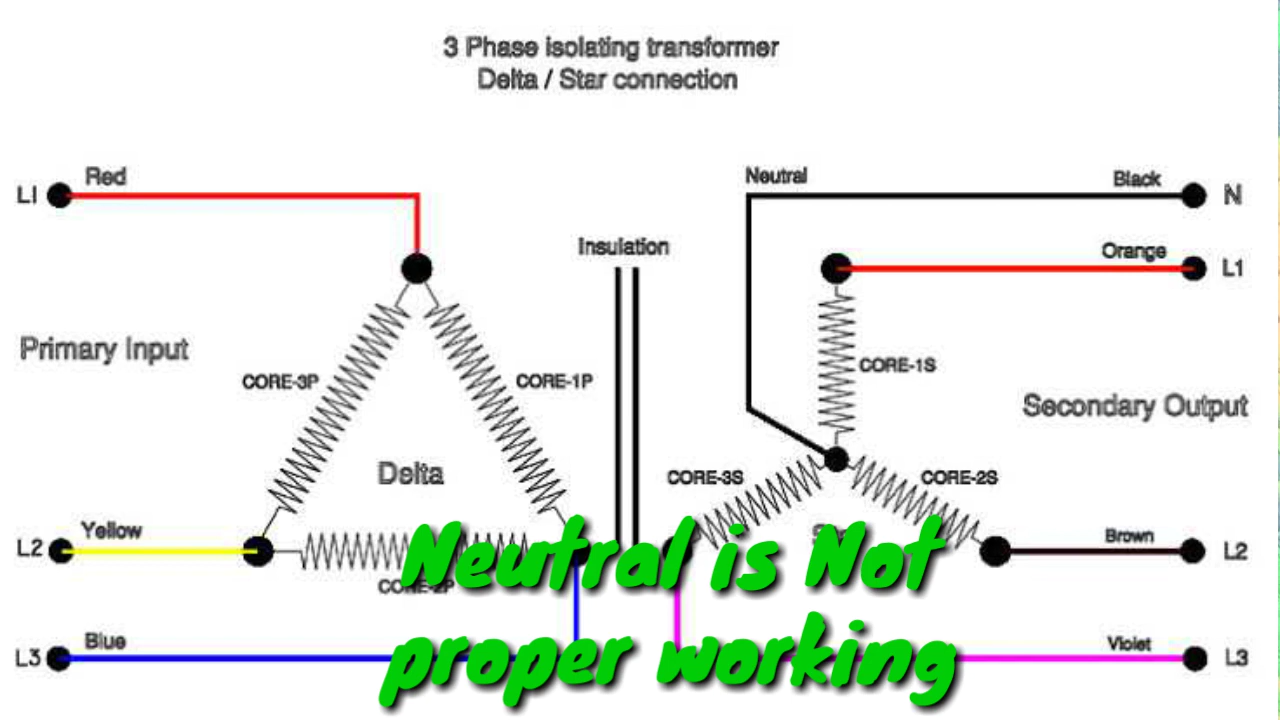 3 Phase isolating transformer
Delta / Star connection
L1
Red
Neutral
Black
N
Insulation
Orange
L1
Primary Input
CORE-3P
CORE-1P
CORE-1S
Secondary Output
Delta
CORE-3S
CORE-2S
L2
Yellow
CORE-2P
Brown
L2
Neutral is Not
proper working
L3
Blue
Violet
L3